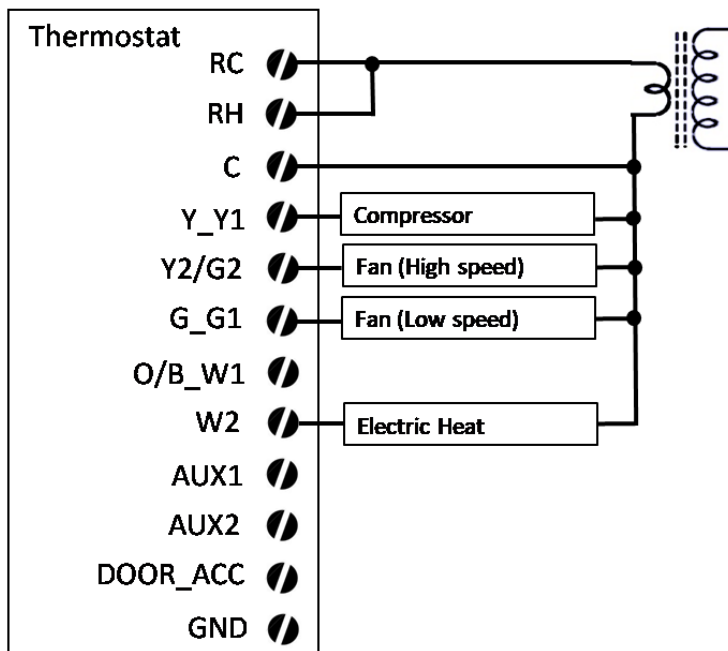 Thermostat
RC
RH
C
Y_Y1 Compressor
Y2/G2 Fan (High speed)
G_G1 Fan (Low speed)
O/B_W1
W2 Electric Heat
AUX1
AUX2
DOOR_ACC
GND